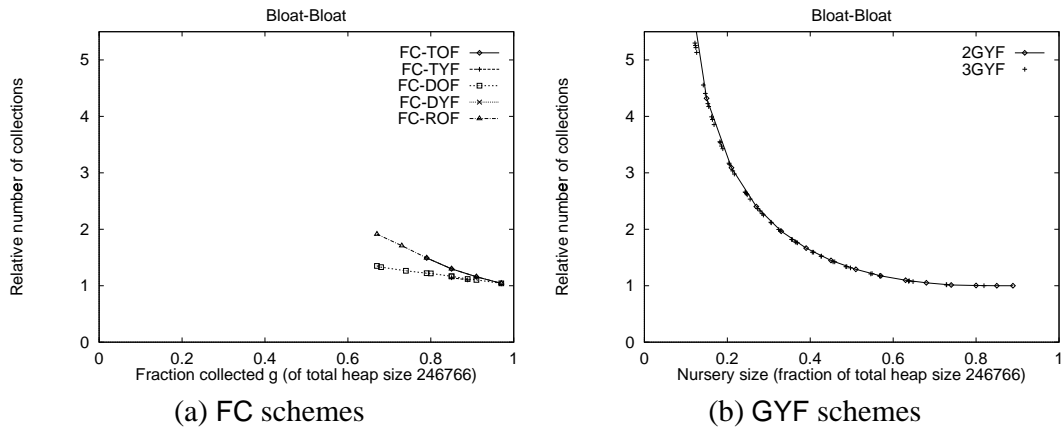 Bloat-Bloat
Relative number of collections
5
4
3
2
1
0
FC-TOF
FC-TYF
FC-DOF
FC-DYF
FC-ROF
0 0.2 0.4 0.6 0.8 1
Fraction collected g (of total heap size 246766)
(a) FC schemes
Bloat-Bloat
Relative number of collections
5
4
3
2
1
0
2GYF
3GYF
0 0.2 0.4 0.6 0.8 1
Nursery size (fraction of total heap size 246766)
(b) GYF schemes